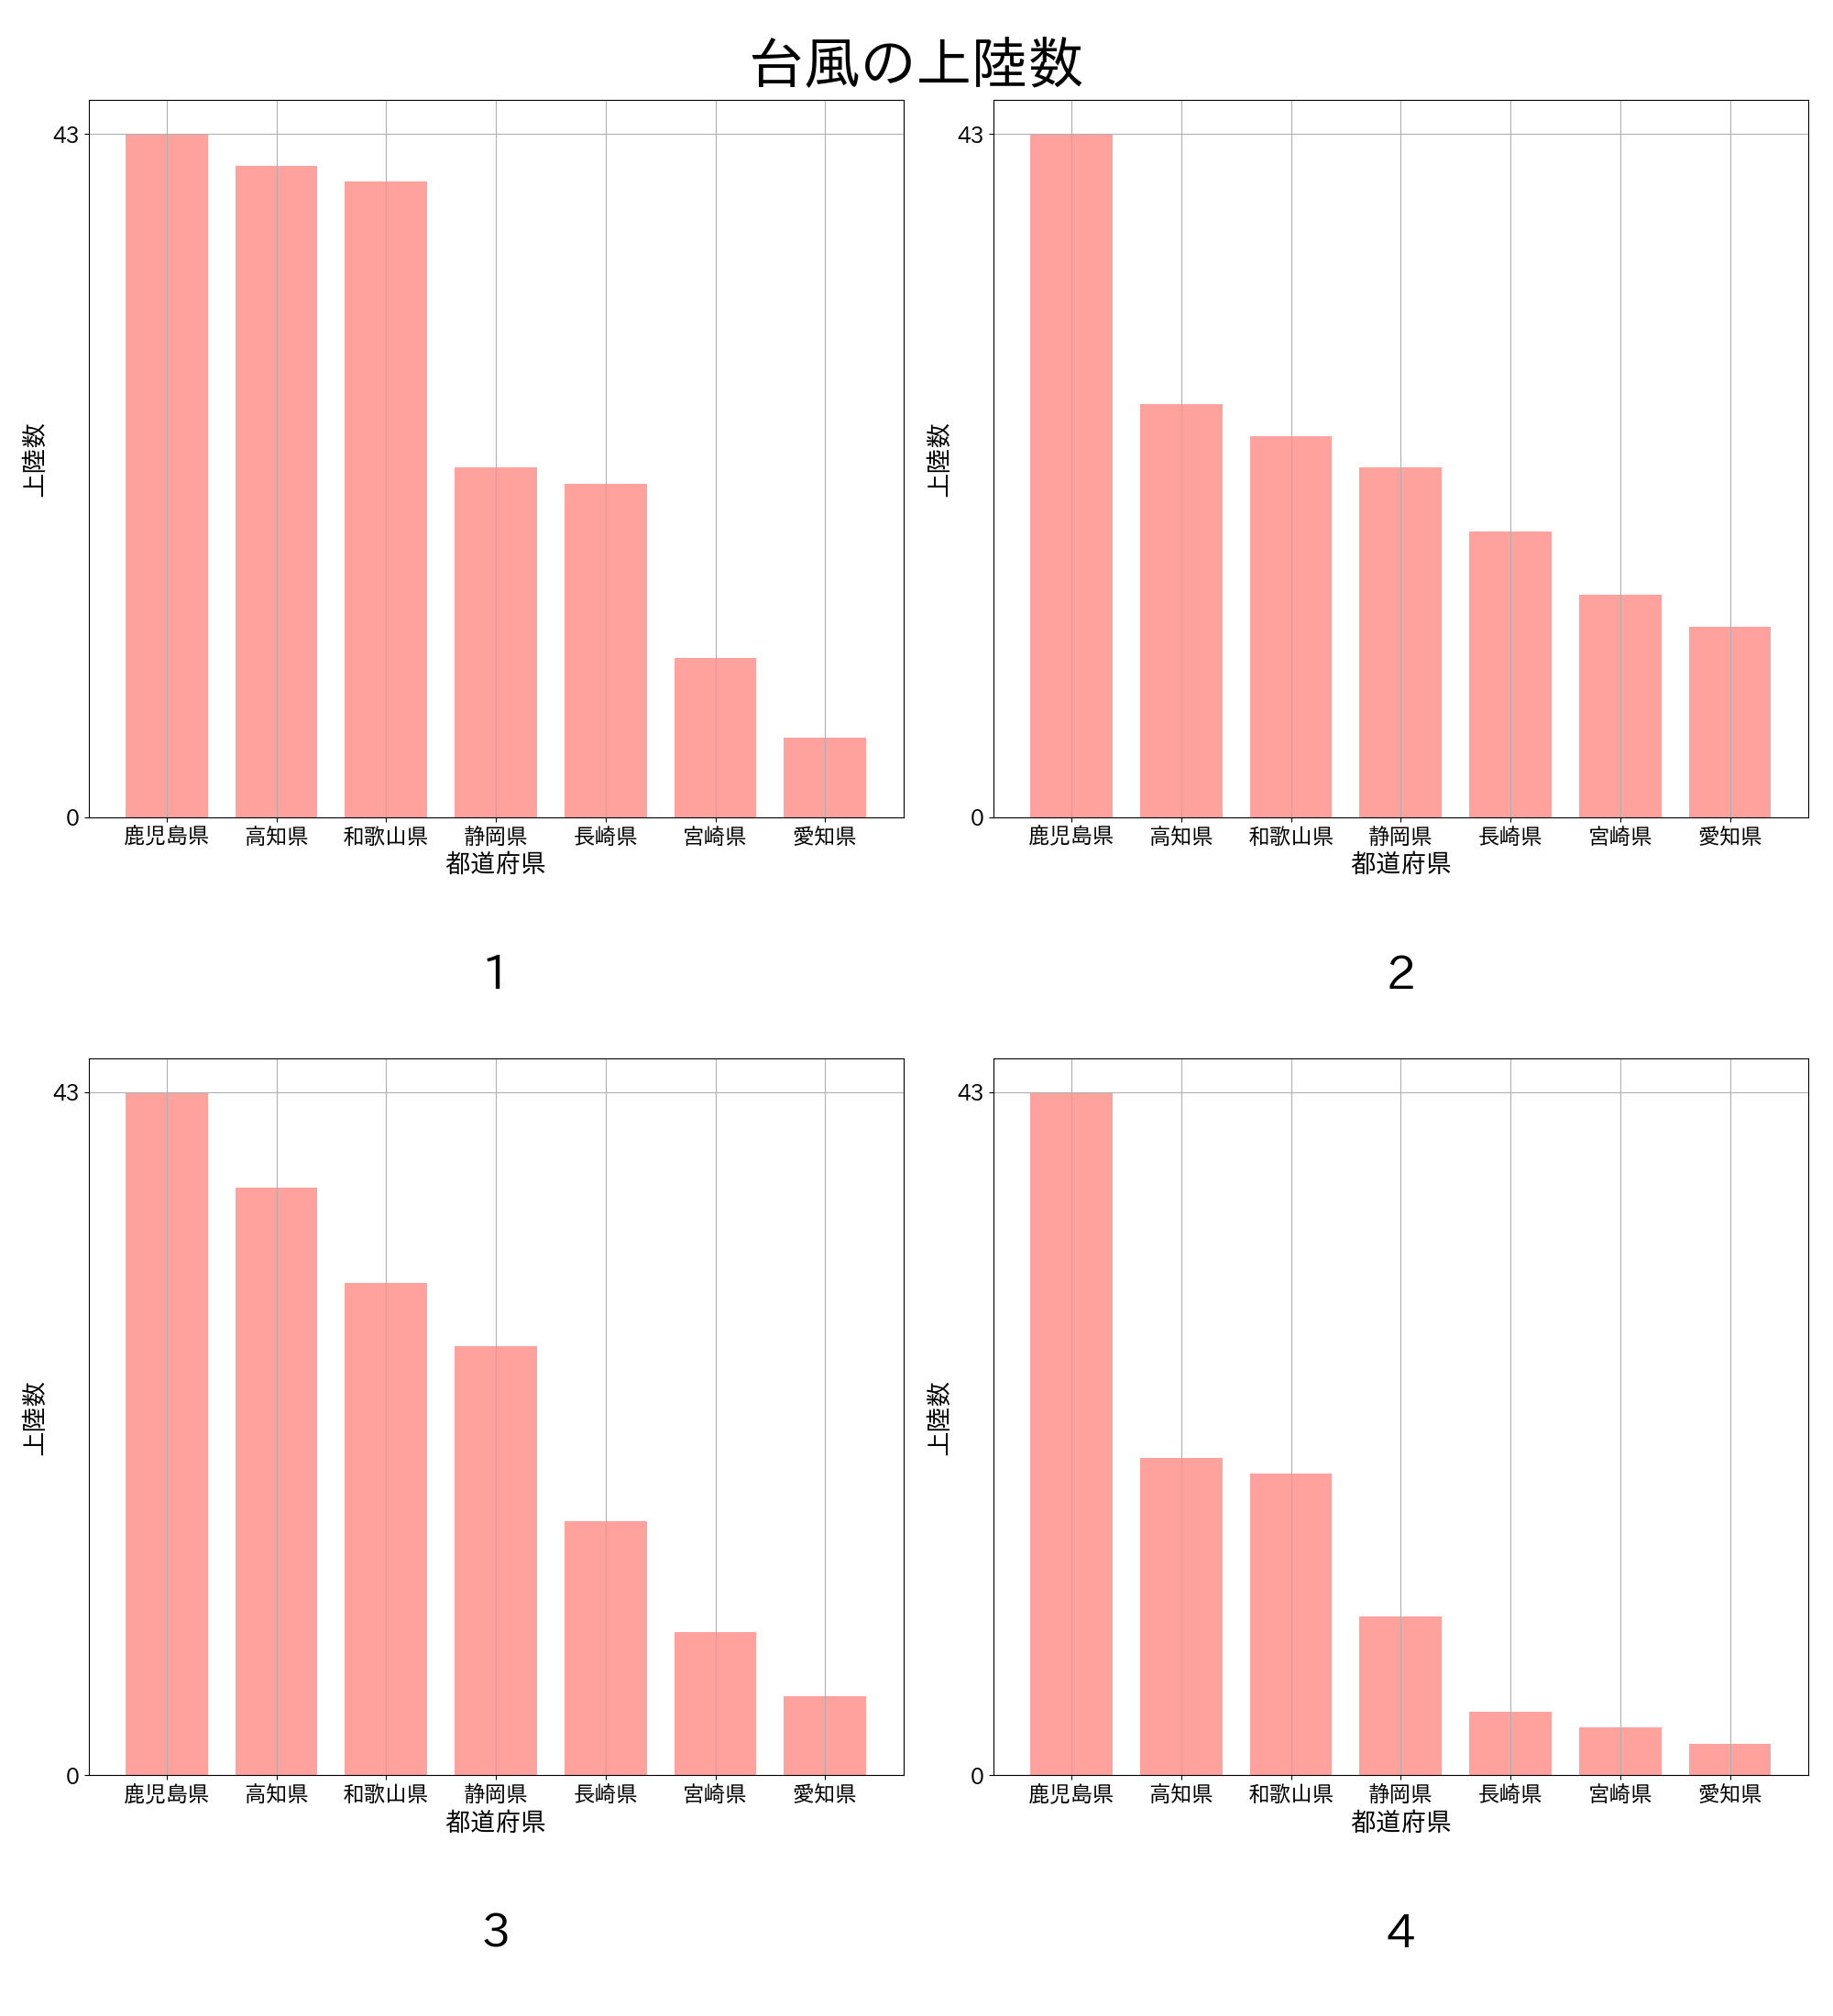 台風の上陸数
43
0
上陸数
鹿児島県 高知県 和歌山県 静岡県 長崎県 宮崎県 愛知県
都道府県
1
43
0
上陸数
鹿児島県 高知県 和歌山県 静岡県 長崎県 宮崎県 愛知県
都道府県
2
43
0
上陸数
鹿児島県 高知県 和歌山県 静岡県 長崎県 宮崎県 愛知県
都道府県
3
43
0
上陸数
鹿児島県 高知県 和歌山県 静岡県 長崎県 宮崎県 愛知県
都道府県
4